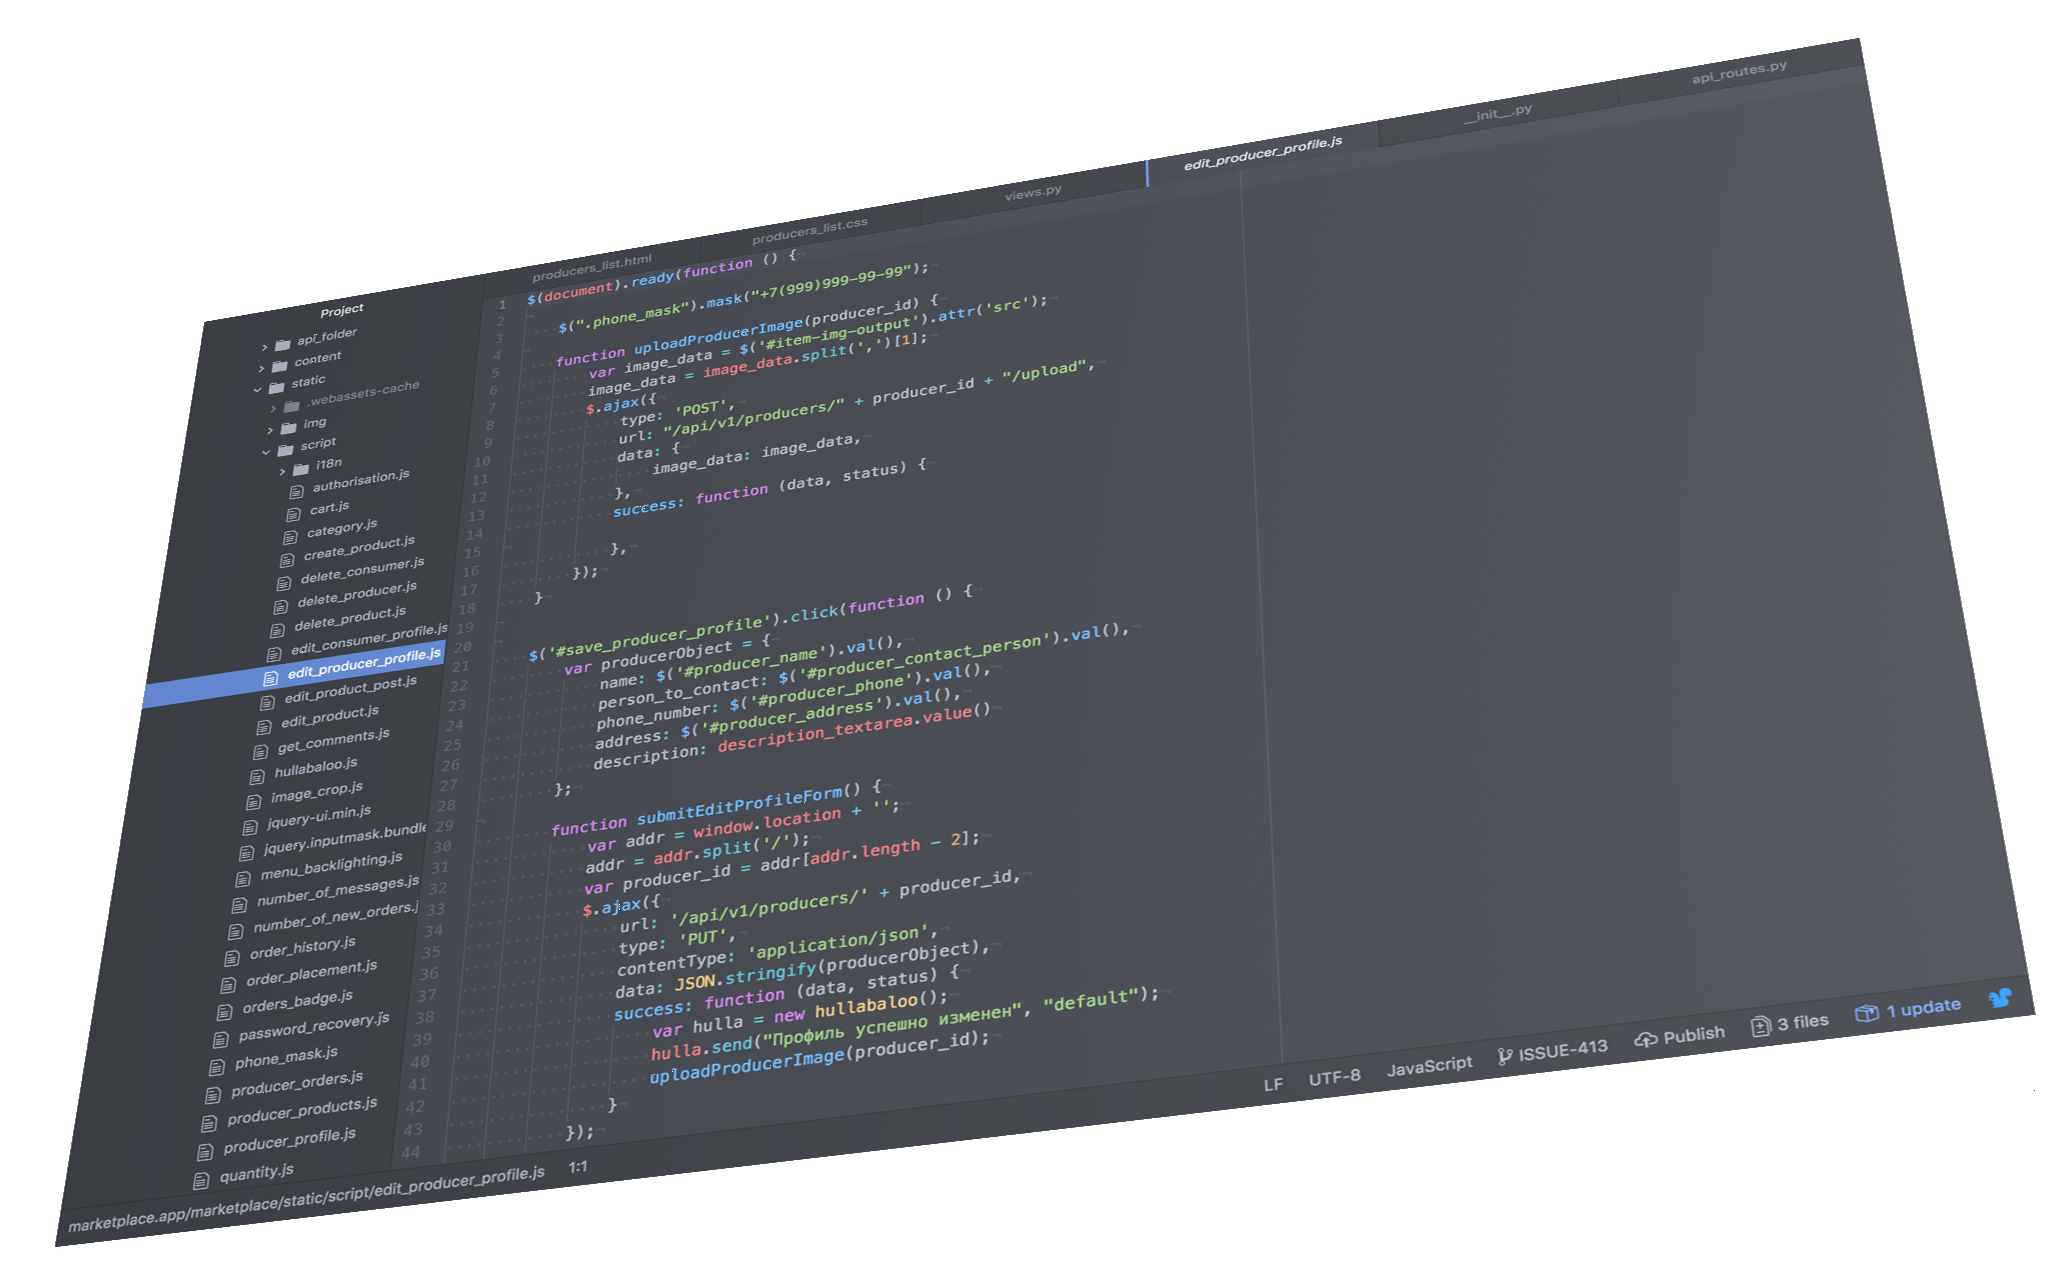 producers_list.html
producers_list.css
views.py
edit_producer_profile.js
__init__.py
api_routes.py
Project
api_folder
content
static
.webassets-cache
img
script
i18n
authorisation.js
cart.js
category.js
create_product.js
delete_consumer.js
delete_producer.js
delete_product.js
edit_consumer_profile.js
edit_producer_profile.js
edit_product_post.js
edit_product.js
get_comments.js
hullabaloo.js
image_crop.js
jquery-ui.min.js
jquery.inputmask.bundle
menu_backlighting.js
number_of_messages.js
number_of_new_orders.j
order_history.js
order_placement.js
orders_badge.js
password_recovery.js
phone_mask.js
producer_orders.js
producer_products.js
producer_profile.js
quantity.js
1 $(document).ready(function () {
2
3 $(".phone_mask").mask("+7(999)999-99-99");
4
5 function uploadProducerImage(producer_id) {
6 var image_data = $('#item-img-output').attr('src');
7 image_data = image_data.split(',')[1];
8 $.ajax({
9 type: 'POST',
10 url: "/api/v1/producers/" + producer_id + "/upload",
11 data: {
12 image_data: image_data,
13 },
14 success: function (data, status) {
15
16 },
17 });
18 }
19
20
21 $('#save_producer_profile').click(function () {
22 var producerObject = {
23 name: $('#producer_name').val(),
24 person_to_contact: $('#producer_contact_person').val(),
25 phone_number: $('#producer_phone').val(),
26 address: $('#producer_address').val(),
27 description: description_textarea.value()
28 };
29
30 function submitEditProfileForm() {
31 var addr = window.location + '';
32 addr = addr.split('/');
33 var producer_id = addr[addr.length - 2];
34 $.ajax({
35 url: '/api/v1/producers/' + producer_id,
36 type: 'PUT',
37 contentType: 'application/json',
38 data: JSON.stringify(producerObject),
39 success: function (data, status) {
40 var hulla = new hullabaloo();
41 hulla.send("Профиль успешно изменен", "default");
42 uploadProducerImage(producer_id);
43 }
44 });
marketplace.app/marketplace/static/script/edit_producer_profile.js 1:1
LF UTF-8 JavaScript ISSUE-413 Publish 3 files 1 update